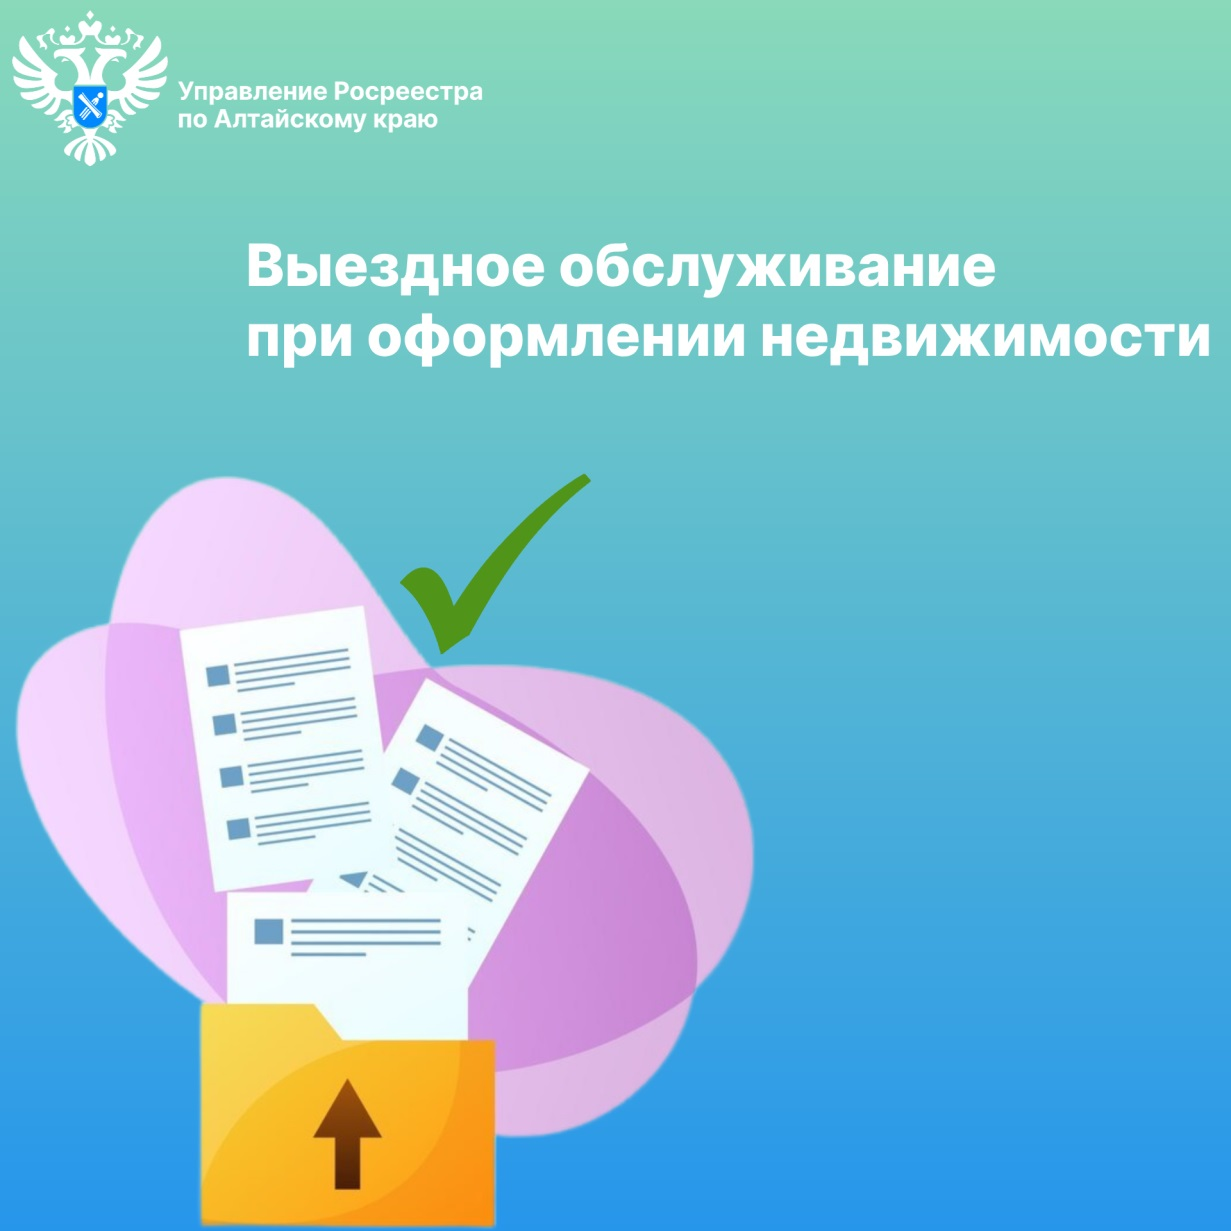 Управление Росреестра
по Алтайскому краю
Выездное обслуживание
при оформлении недвижимости